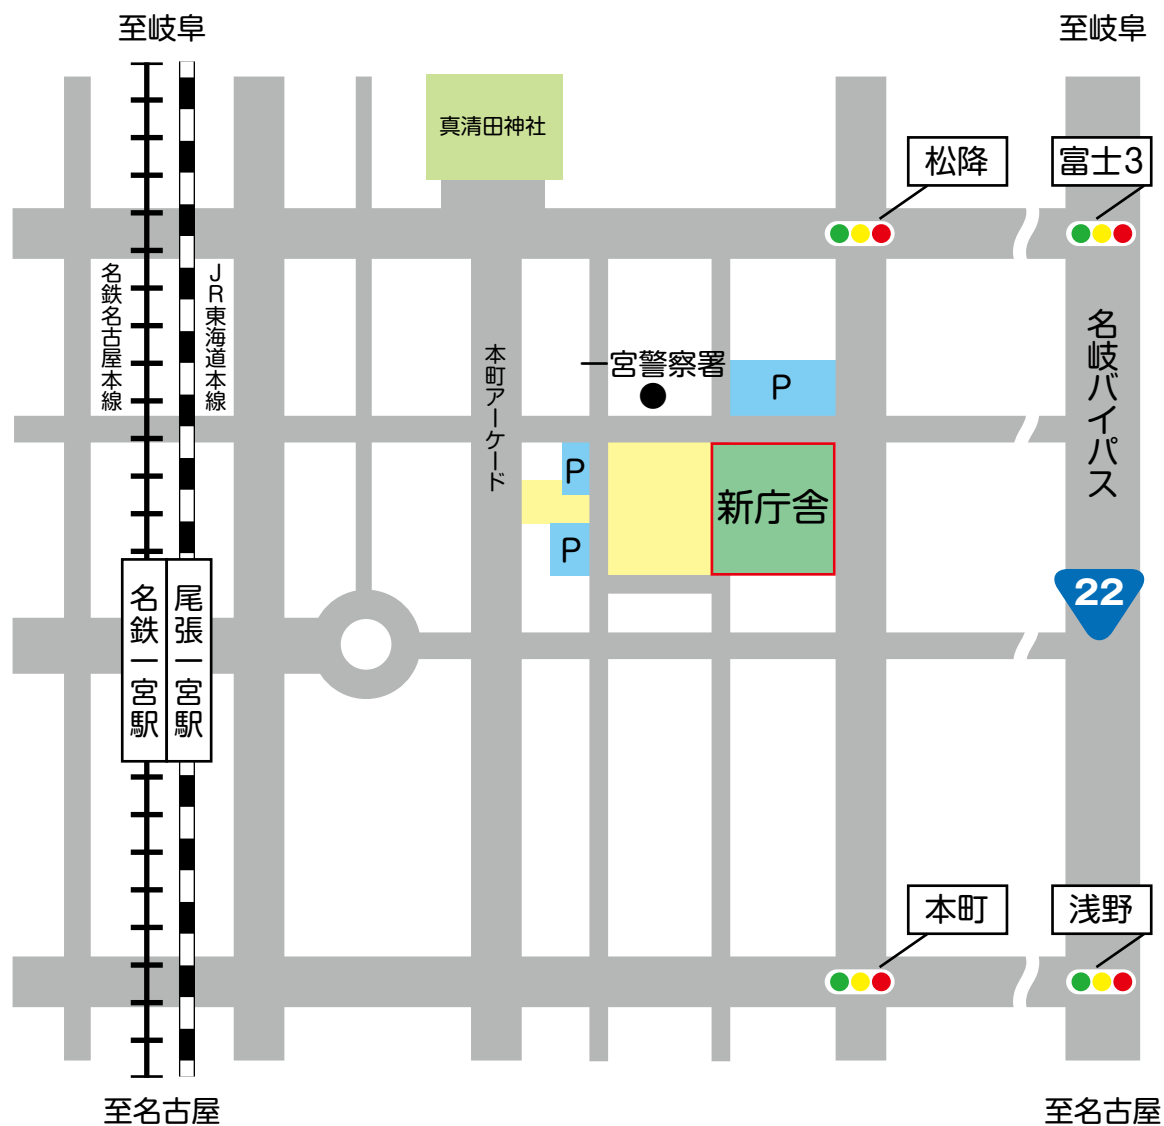 至岐阜
至岐阜
真清田神社
松降
富士3
名鉄名古屋本線
JR東海道本線
本町アーケード
一宮警察署
P
名岐バイパス
P
新庁舎
P
22
名鉄一宮駅
尾張一宮駅
本町
浅野
至名古屋
至名古屋